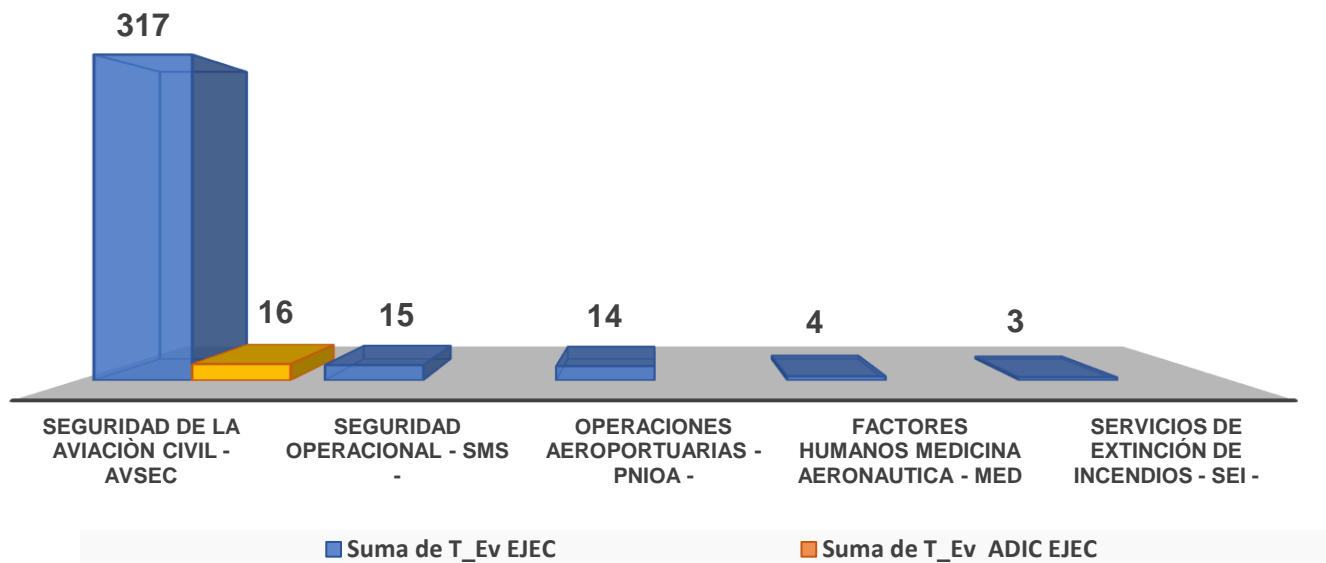 317
16
15
14
4
3
SEGURIDAD DE LA
AVIACIÒN CIVIL -
AVSEC
SEGURIDAD
OPERACIONAL - SMS
-
OPERACIONES
AEROPORTUARIAS -
PNIOA -
FACTORES
HUMANOS MEDICINA
AERONAUTICA - MED
SERVICIOS DE
EXTINCIÓN DE
INCENDIOS - SEI -
Suma de T_Ev EJEC
Suma de T_Ev ADIC EJEC